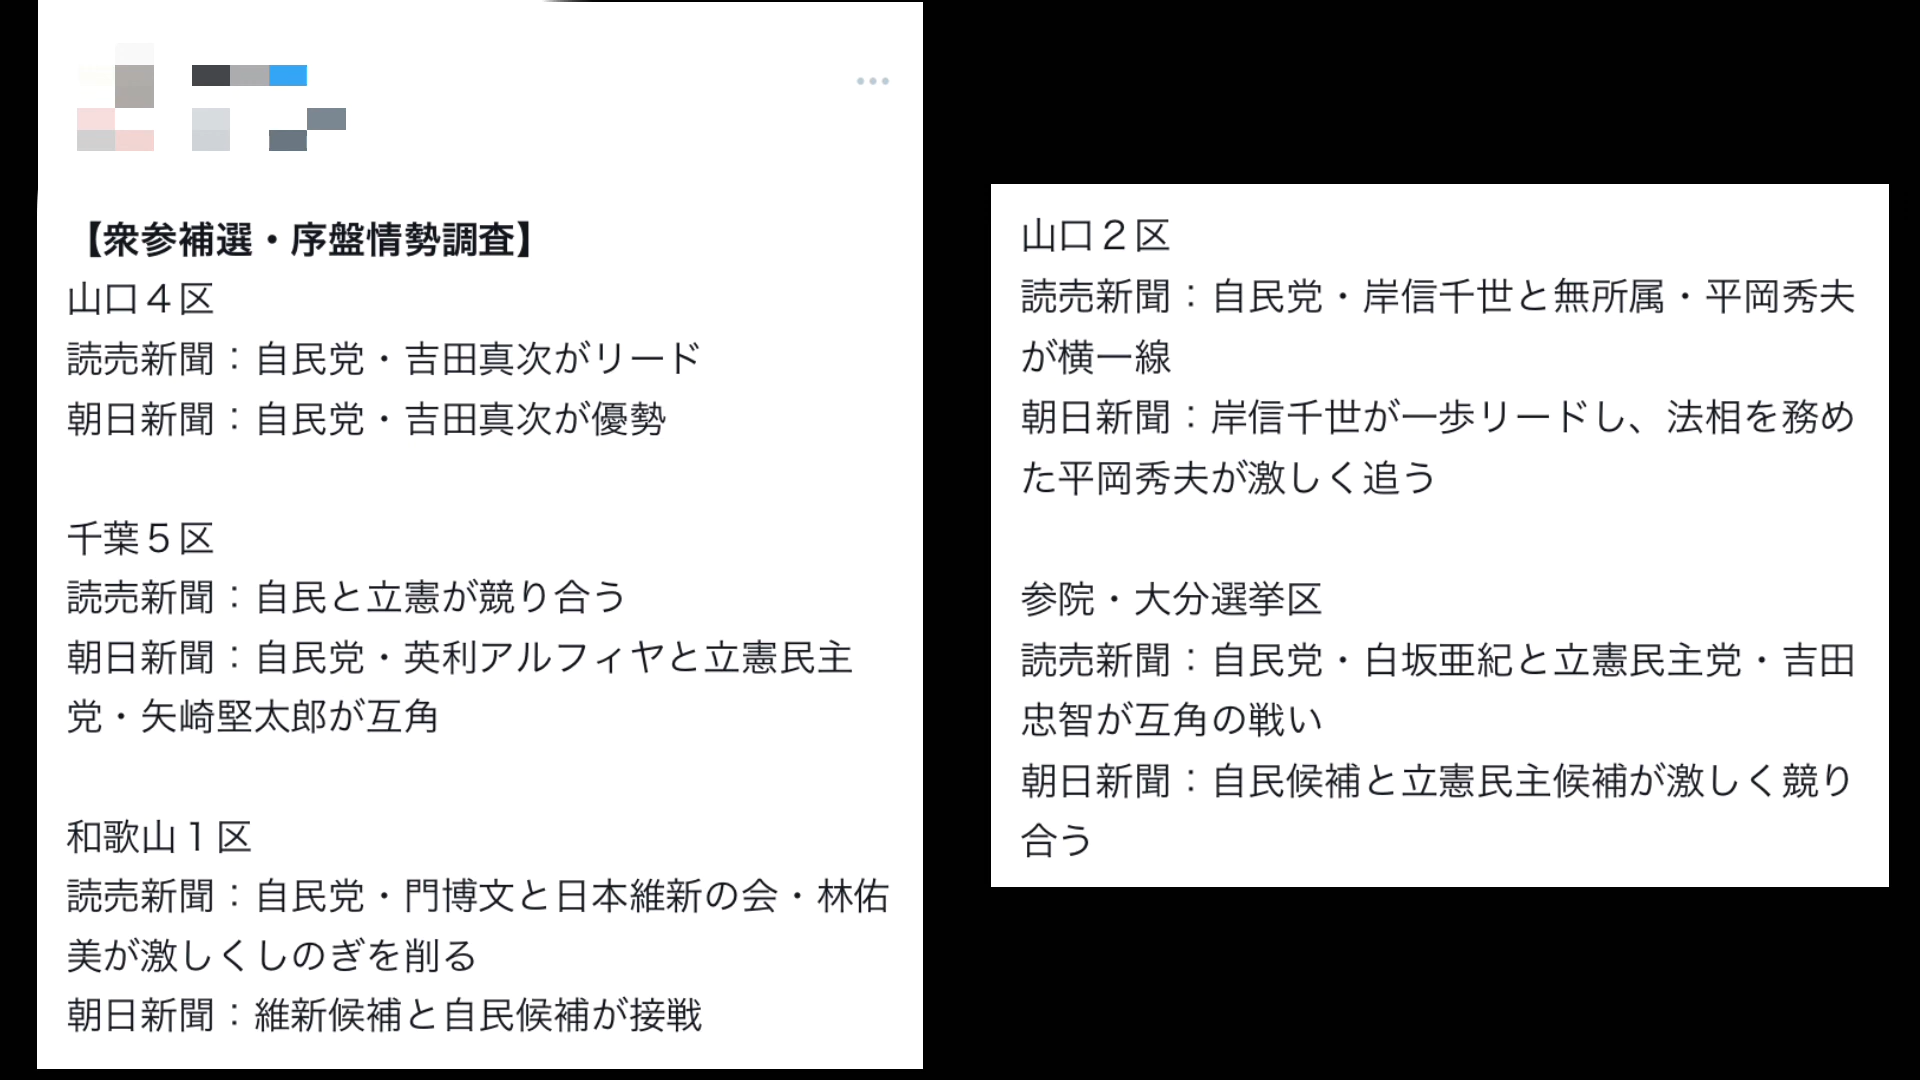 【衆参補選・序盤情勢調査】
山口４区
読売新聞：自民党・吉田真次がリード
朝日新聞：自民党・吉田真次が優勢
千葉５区
読売新聞：自民と立憲が競り合う
朝日新聞：自民党・英利アルフィヤと立憲民主
党・矢崎堅太郎が互角
和歌山１区
読売新聞：自民党・門博文と日本維新の会・林佑
美が激しくしのぎを削る
朝日新聞：維新候補と自民候補が接戦
山口２区
読売新聞：自民党・岸信千世と無所属・平岡秀夫
が横一線
朝日新聞：岸信千世が一歩リードし、法相を務め
た平岡秀夫が激しく追う
参院・大分選挙区
読売新聞：自民党・白坂亜紀と立憲民主党・吉田
忠智が互角の戦い
朝日新聞：自民候補と立憲民主候補が激しく競り
合う